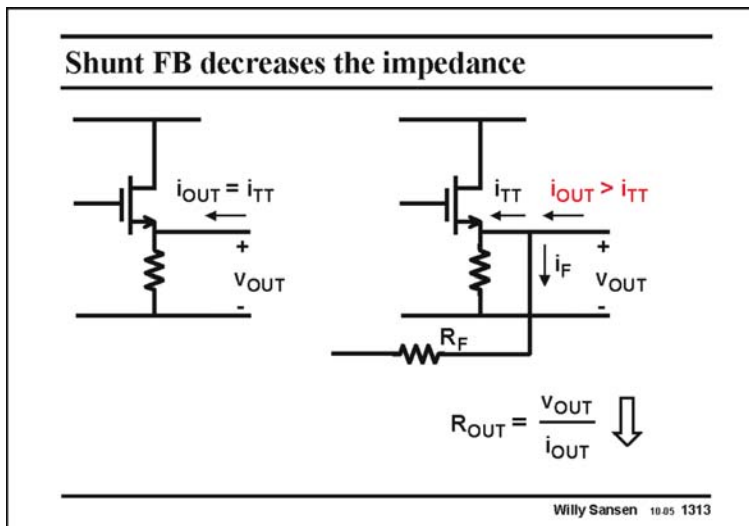 Shunt FB decreases the impedance
iOUT = iTT
+
vOUT
-
iTT
iOUT > iTT
iF
+
vOUT
-
RF
ROUT = vOUT
iOUT
Willy Sansen 10-05 1313